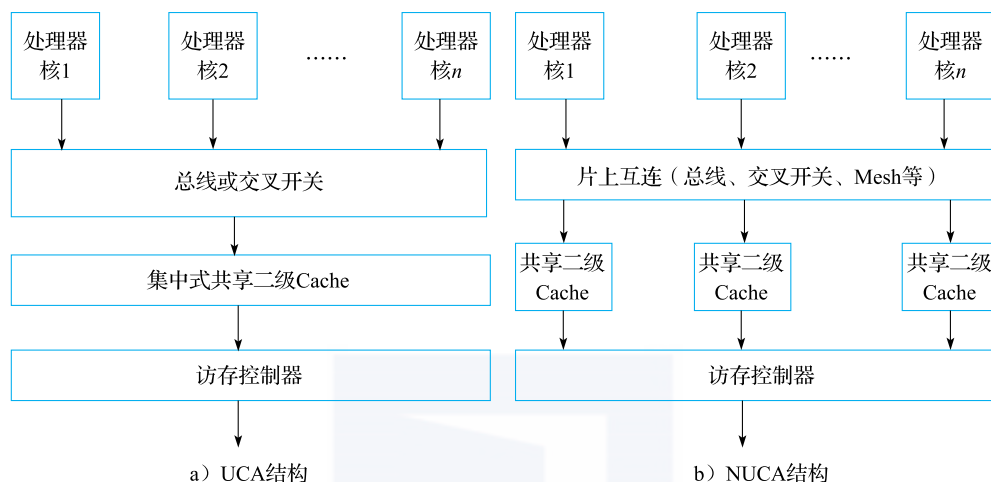 处理器
核1
处理器
核2
……
处理器
核n
总线或交叉开关
集中式共享二级Cache
访存控制器
a）UCA结构
处理器
核1
处理器
核2
……
处理器
核n
片上互连（总线、交叉开关、Mesh等）
共享二级
Cache
共享二级
Cache
共享二级
Cache
访存控制器
b）NUCA结构